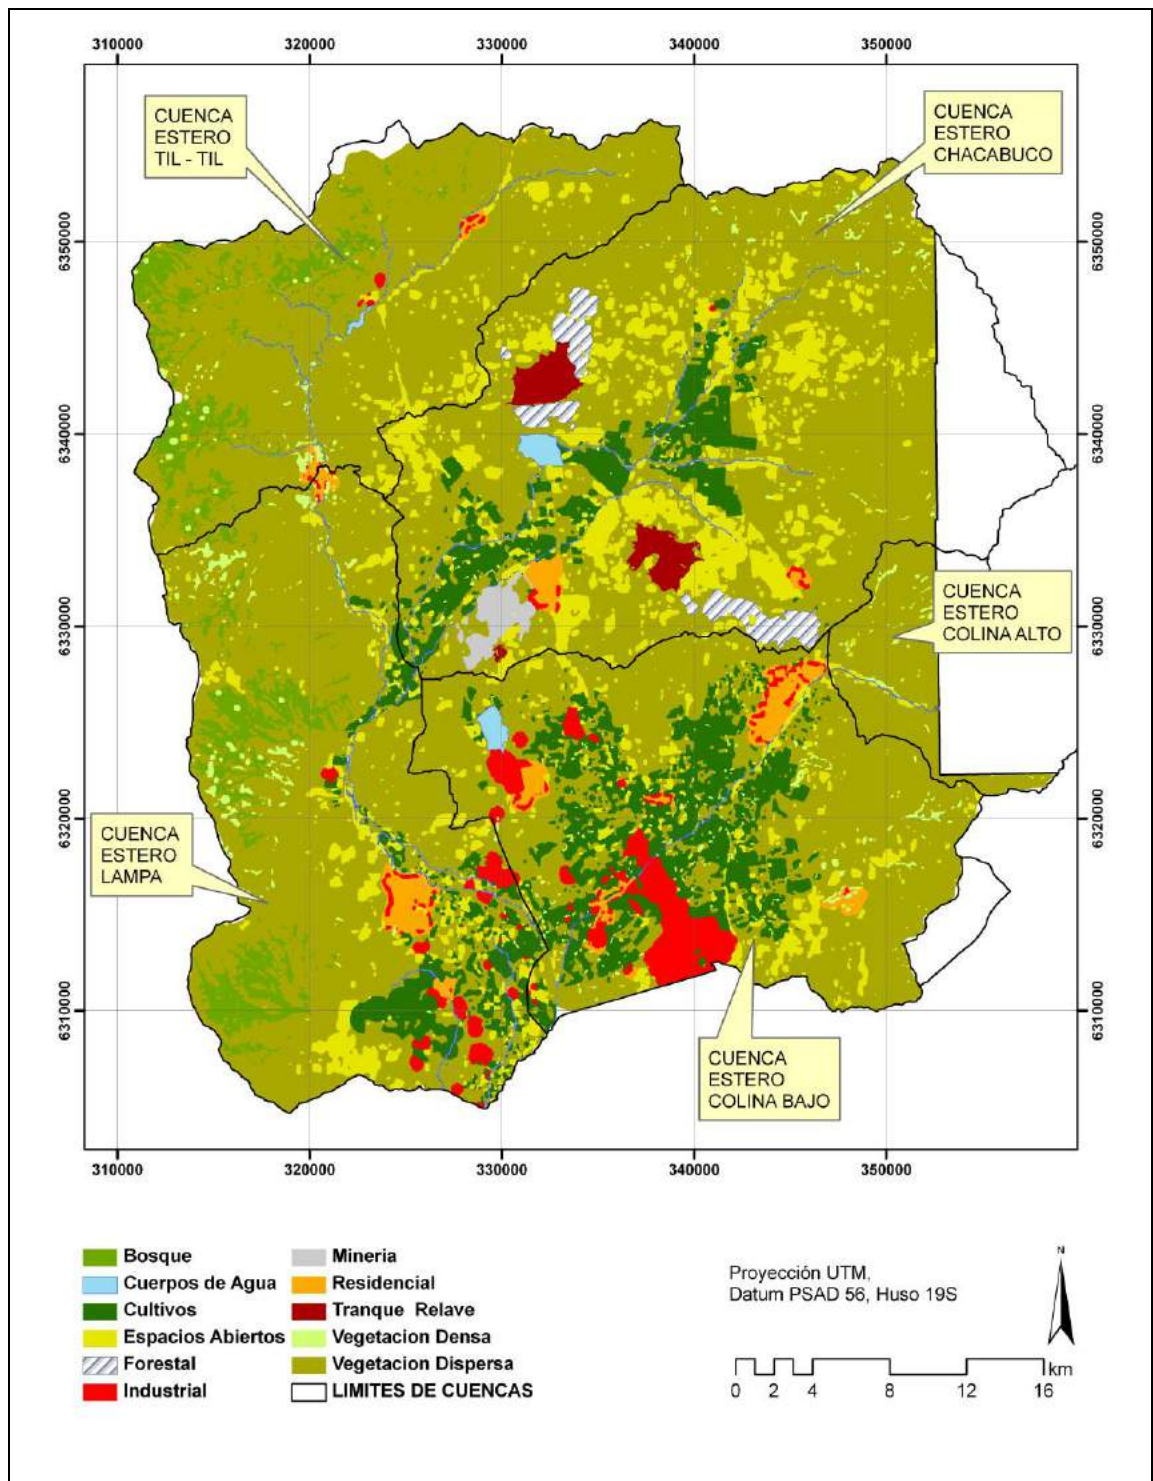 310000 320000 330000 340000 350000
CUENCA
ESTERO
TIL - TIL
CUENCA
ESTERO
CHACABUCO
6350000 6350000
6340000 6340000
6330000 6330000
CUENCA
ESTERO
COLINA ALTO
6320000 6320000
CUENCA
ESTERO
LAMPA
6310000 6310000
CUENCA
ESTERO
COLINA BAJO
310000 320000 330000 340000 350000
Bosque
Cuerpos de Agua
Cultivos
Espacios Abiertos
Forestal
Industrial
Mineria
Residencial
Tranque Relave
Vegetacion Densa
Vegetacion Dispersa
LIMITES DE CUENCAS
Proyección UTM,
Datum PSAD 56, Huso 19S
N
km
0 2 4 8 12 16